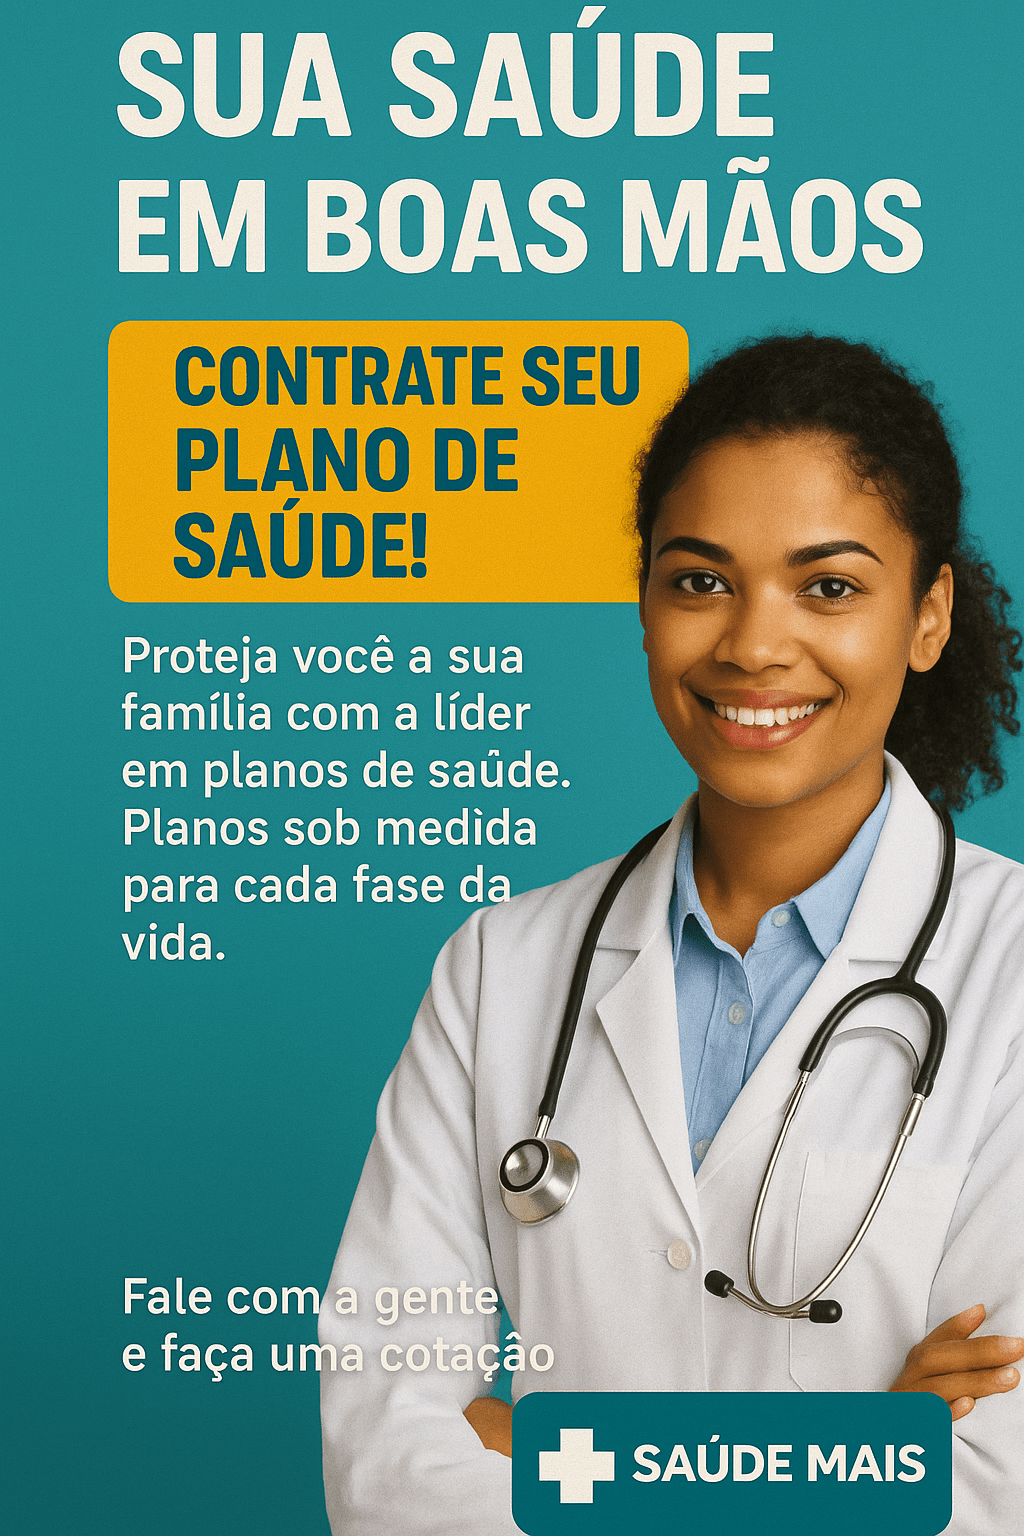 SUA SAÚDE
EM BOAS MÃOS
CONTRATE SEU
PLANO DE
SAÚDE!
Proteja você a sua
família com a líder
em planos de saûde.
Planos sob medìda
para cada fase da
vida.
Fale com a gente
e faça uma cotaçâo
SAÚDE MAIS